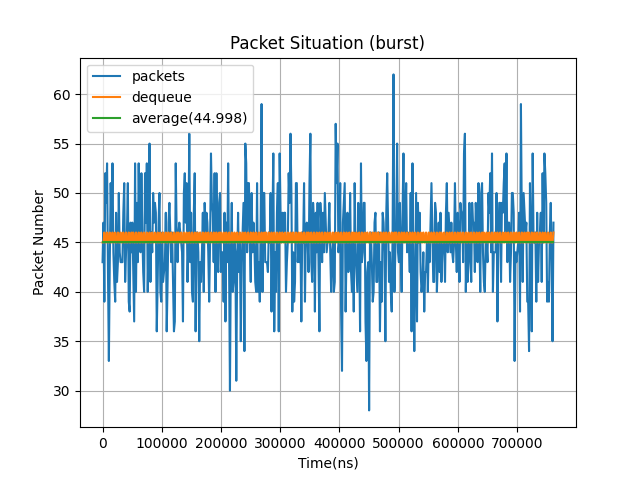 Packet Situation (burst)
packets
dequeue
average(44.998)
Packet Number
60
55
50
45
40
35
30
0 100000 200000 300000 400000 500000 600000 700000
Time(ns)